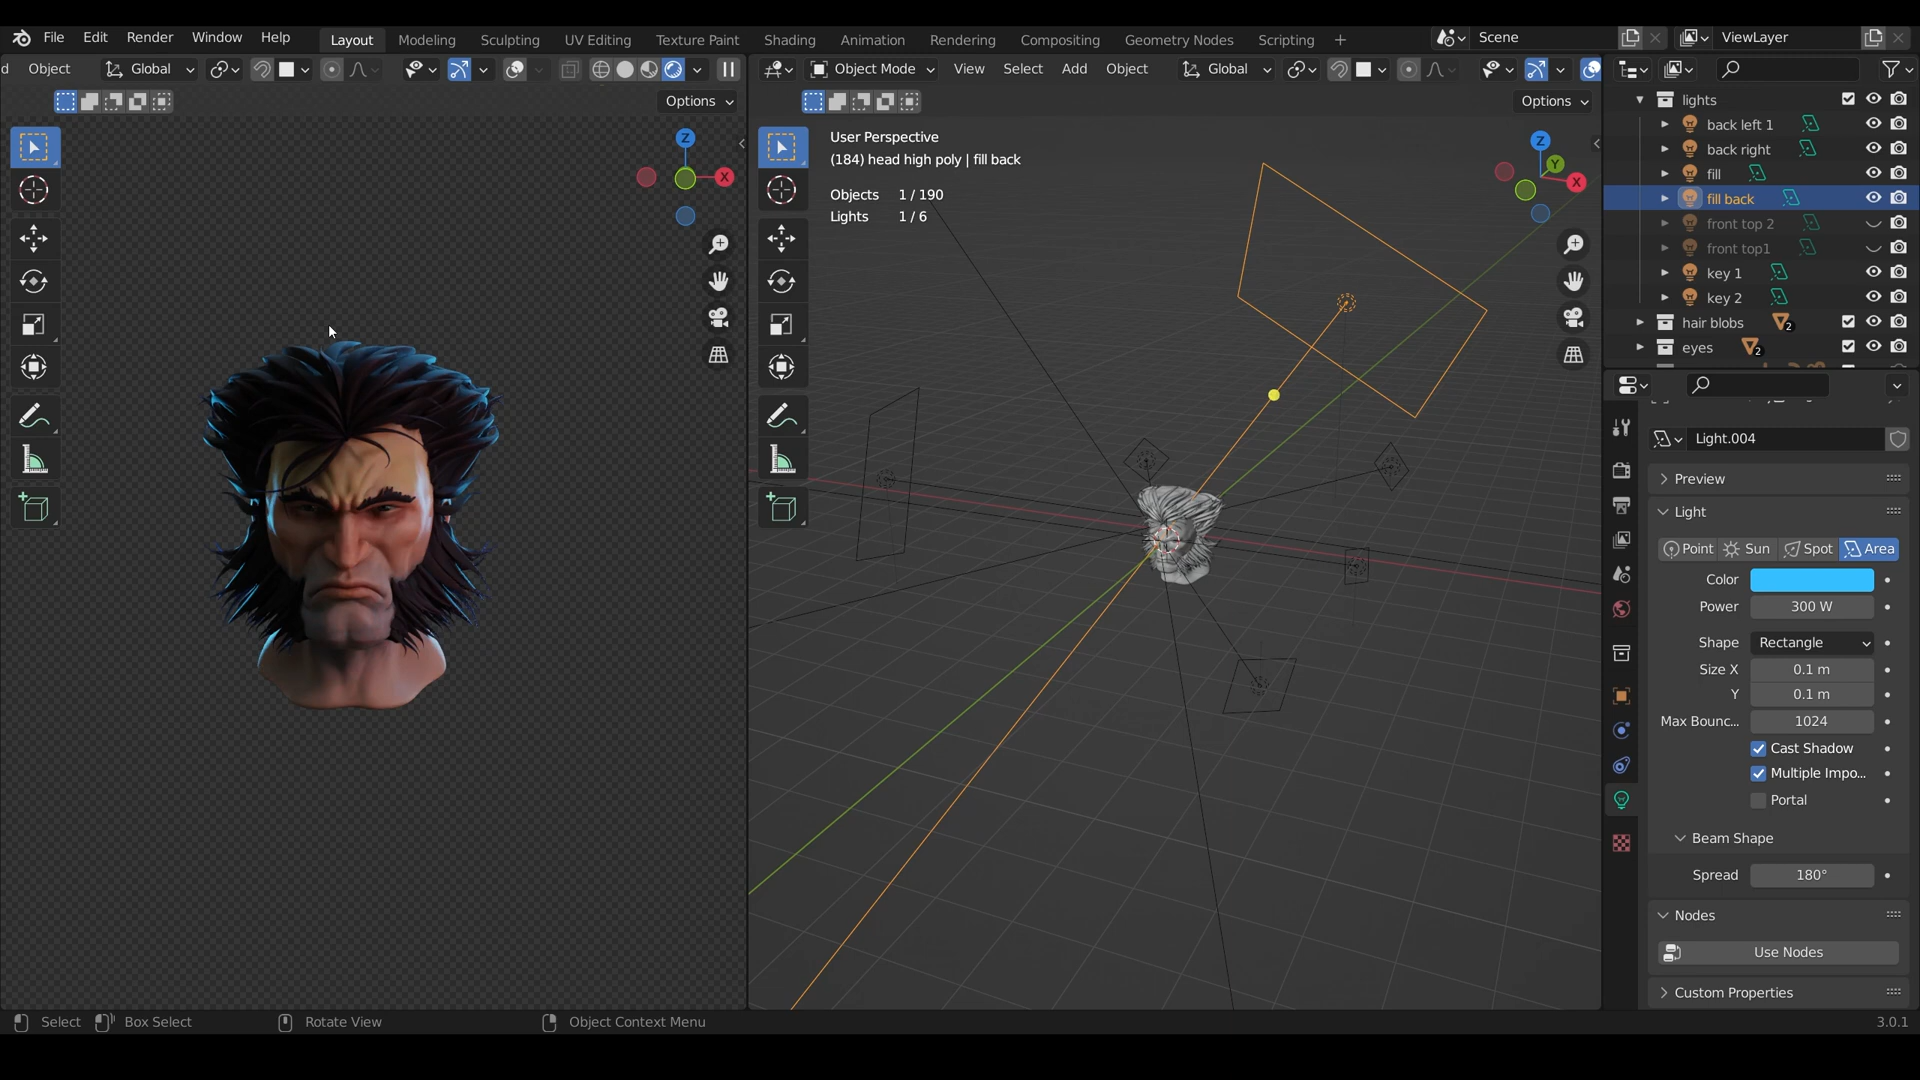 File Edit Render Window Help Layout Modeling Sculpting UV Editing Texture Paint Shading Animation Rendering Compositing Geometry Nodes Scripting + Scene ViewLayer
d Object Global Object Mode View Select Add Object Global
Options Options
Z
X
User Perspective
(184) head high poly | fill back
Objects 1 / 190
Lights 1 / 6
Z
Y
X
lights
back left 1
back right
fill
fill back
front top 2
front top1
key 1
key 2
hair blobs 2
eyes 2
Light.004
Preview
Light
Point Sun Spot Area
Color
Power 300 W
Shape Rectangle
Size X 0.1 m
Y 0.1 m
Max Bounc... 1024
Cast Shadow
Multiple Impo...
Portal
Beam Shape
Spread 180°
Nodes
Use Nodes
Custom Properties
Select Box Select Rotate View Object Context Menu 3.0.1